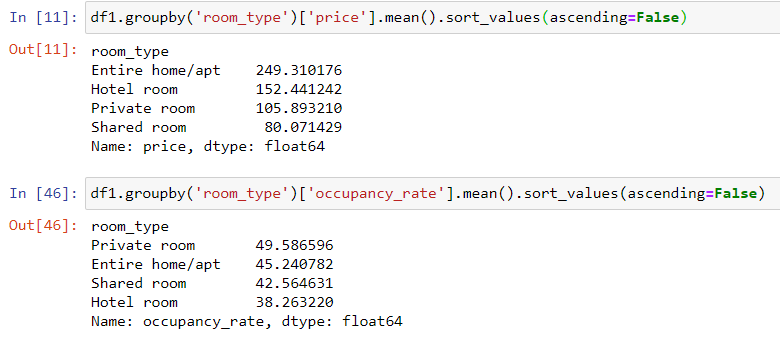 In [11]: df1.groupby('room_type')['price'].mean().sort_values(ascending=False)
Out[11]: room_type
Entire home/apt    249.310176
Hotel room         152.441242
Private room       105.893210
Shared room         80.071429
Name: price, dtype: float64
In [46]: df1.groupby('room_type')['occupancy_rate'].mean().sort_values(ascending=False)
Out[46]: room_type
Private room       49.586596
Entire home/apt    45.240782
Shared room        42.564631
Hotel room         38.263220
Name: occupancy_rate, dtype: float64